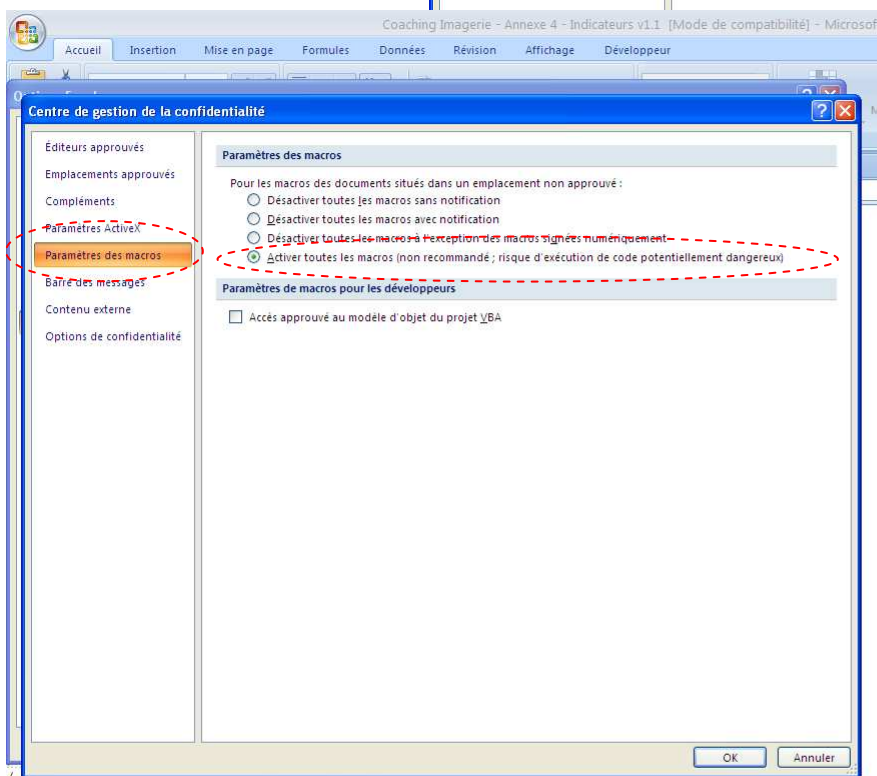 Coaching Imagerie - Annexe 4 - Indicateurs v1.1 [Mode de compatibilité] - Microsof
Accueil Insertion Mise en page Formules Données Révision Affichage Développeur
Centre de gestion de la confidentialité
Éditeurs approuvés
Emplacements approuvés
Compléments
Paramètres ActiveX
Paramètres des macros
Barre des messages
Contenu externe
Options de confidentialité
Paramètres des macros
Pour les macros des documents situés dans un emplacement non approuvé :
Désactiver toutes les macros sans notification
Désactiver toutes les macros avec notification
Désactiver toutes les macros à l'exception des macros signées numériquement
Activer toutes les macros (non recommandé ; risque d'exécution de code potentiellement dangereux)
Paramètres de macros pour les développeurs
Accès approuvé au modèle d'objet du projet VBA
OK Annuler